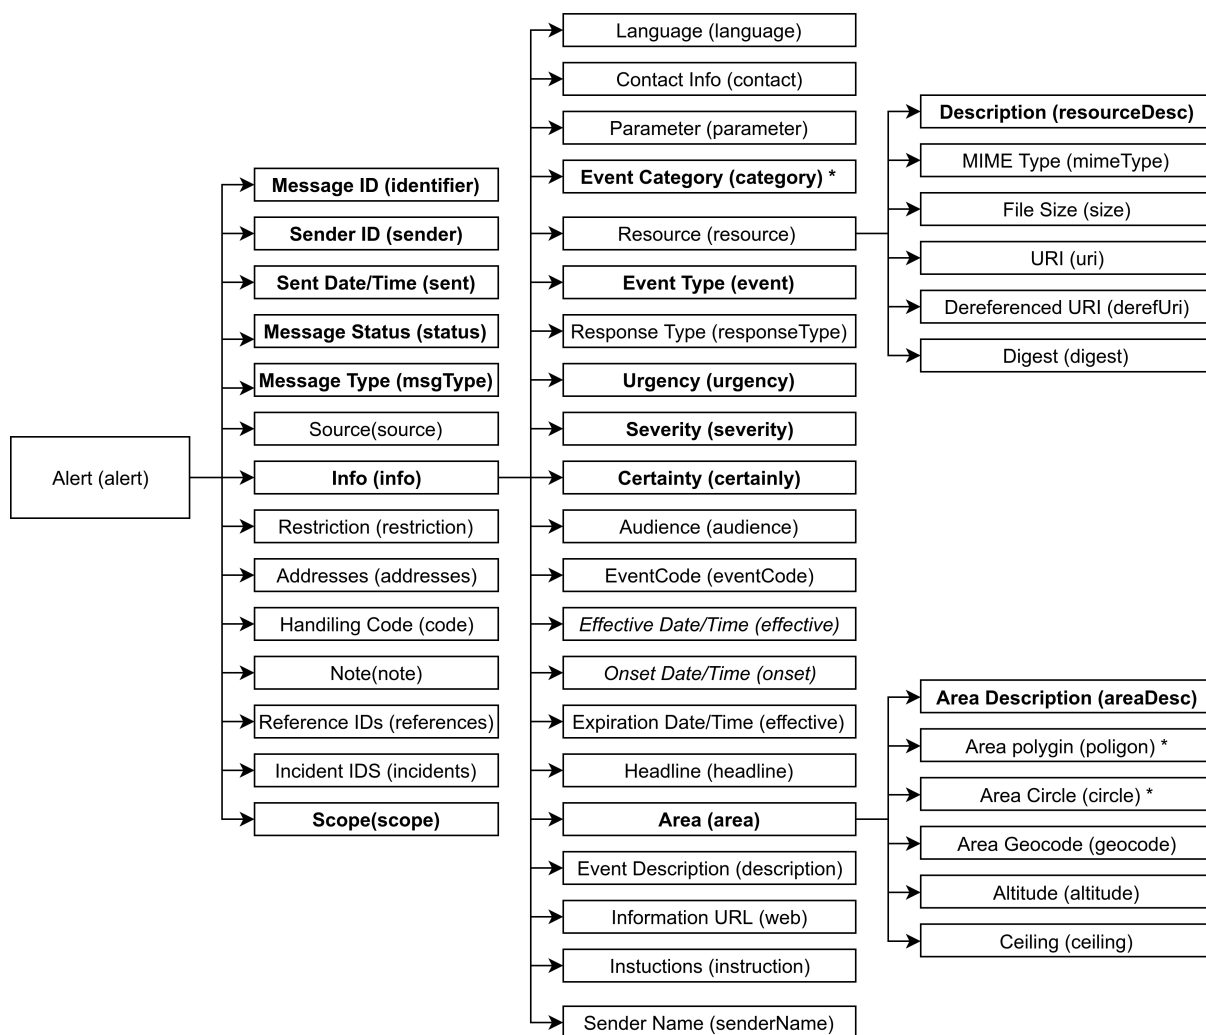 Alert (alert)
Message ID (identifier)
Sender ID (sender)
Sent Date/Time (sent)
Message Status (status)
Message Type (msgType)
Source(source)
Info (info)
Restriction (restriction)
Addresses (addresses)
Handiling Code (code)
Note(note)
Reference IDs (references)
Incident IDS (incidents)
Scope(scope)
Language (language)
Contact Info (contact)
Parameter (parameter)
Event Category (category) *
Resource (resource)
Event Type (event)
Response Type (responseType)
Urgency (urgency)
Severity (severity)
Certainty (certainly)
Audience (audience)
EventCode (eventCode)
Effective Date/Time (effective)
Onset Date/Time (onset)
Expiration Date/Time (effective)
Headline (headline)
Area (area)
Event Description (description)
Information URL (web)
Instuctions (instruction)
Sender Name (senderName)
Description (resourceDesc)
MIME Type (mimeType)
File Size (size)
URI (uri)
Dereferenced URI (derefUri)
Digest (digest)
Area Description (areaDesc)
Area polygin (poligon) *
Area Circle (circle) *
Area Geocode (geocode)
Altitude (altitude)
Ceiling (ceiling)